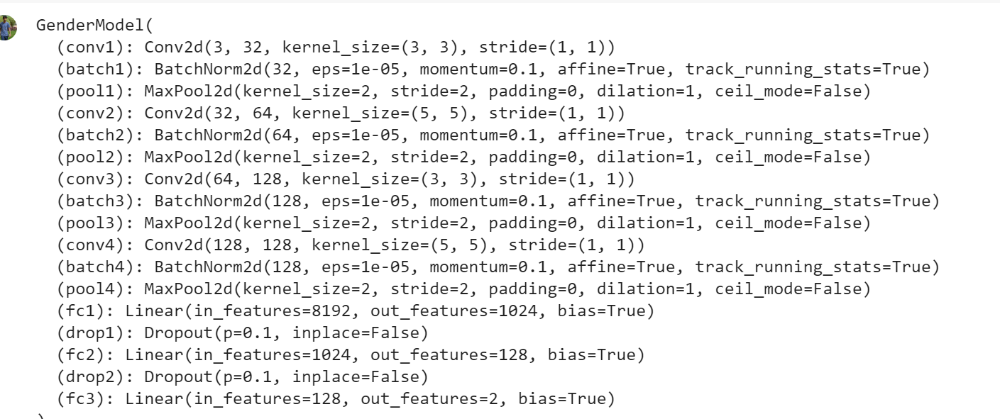 GenderModel(
(conv1): Conv2d(3, 32, kernel_size=(3, 3), stride=(1, 1))
(batch1): BatchNorm2d(32, eps=1e-05, momentum=0.1, affine=True, track_running_stats=True)
(pool1): MaxPool2d(kernel_size=2, stride=2, padding=0, dilation=1, ceil_mode=False)
(conv2): Conv2d(32, 64, kernel_size=(5, 5), stride=(1, 1))
(batch2): BatchNorm2d(64, eps=1e-05, momentum=0.1, affine=True, track_running_stats=True)
(pool2): MaxPool2d(kernel_size=2, stride=2, padding=0, dilation=1, ceil_mode=False)
(conv3): Conv2d(64, 128, kernel_size=(3, 3), stride=(1, 1))
(batch3): BatchNorm2d(128, eps=1e-05, momentum=0.1, affine=True, track_running_stats=True)
(pool3): MaxPool2d(kernel_size=2, stride=2, padding=0, dilation=1, ceil_mode=False)
(conv4): Conv2d(128, 128, kernel_size=(5, 5), stride=(1, 1))
(batch4): BatchNorm2d(128, eps=1e-05, momentum=0.1, affine=True, track_running_stats=True)
(pool4): MaxPool2d(kernel_size=2, stride=2, padding=0, dilation=1, ceil_mode=False)
(fc1): Linear(in_features=8192, out_features=1024, bias=True)
(drop1): Dropout(p=0.1, inplace=False)
(fc2): Linear(in_features=1024, out_features=128, bias=True)
(drop2): Dropout(p=0.1, inplace=False)
(fc3): Linear(in_features=128, out_features=2, bias=True)
)